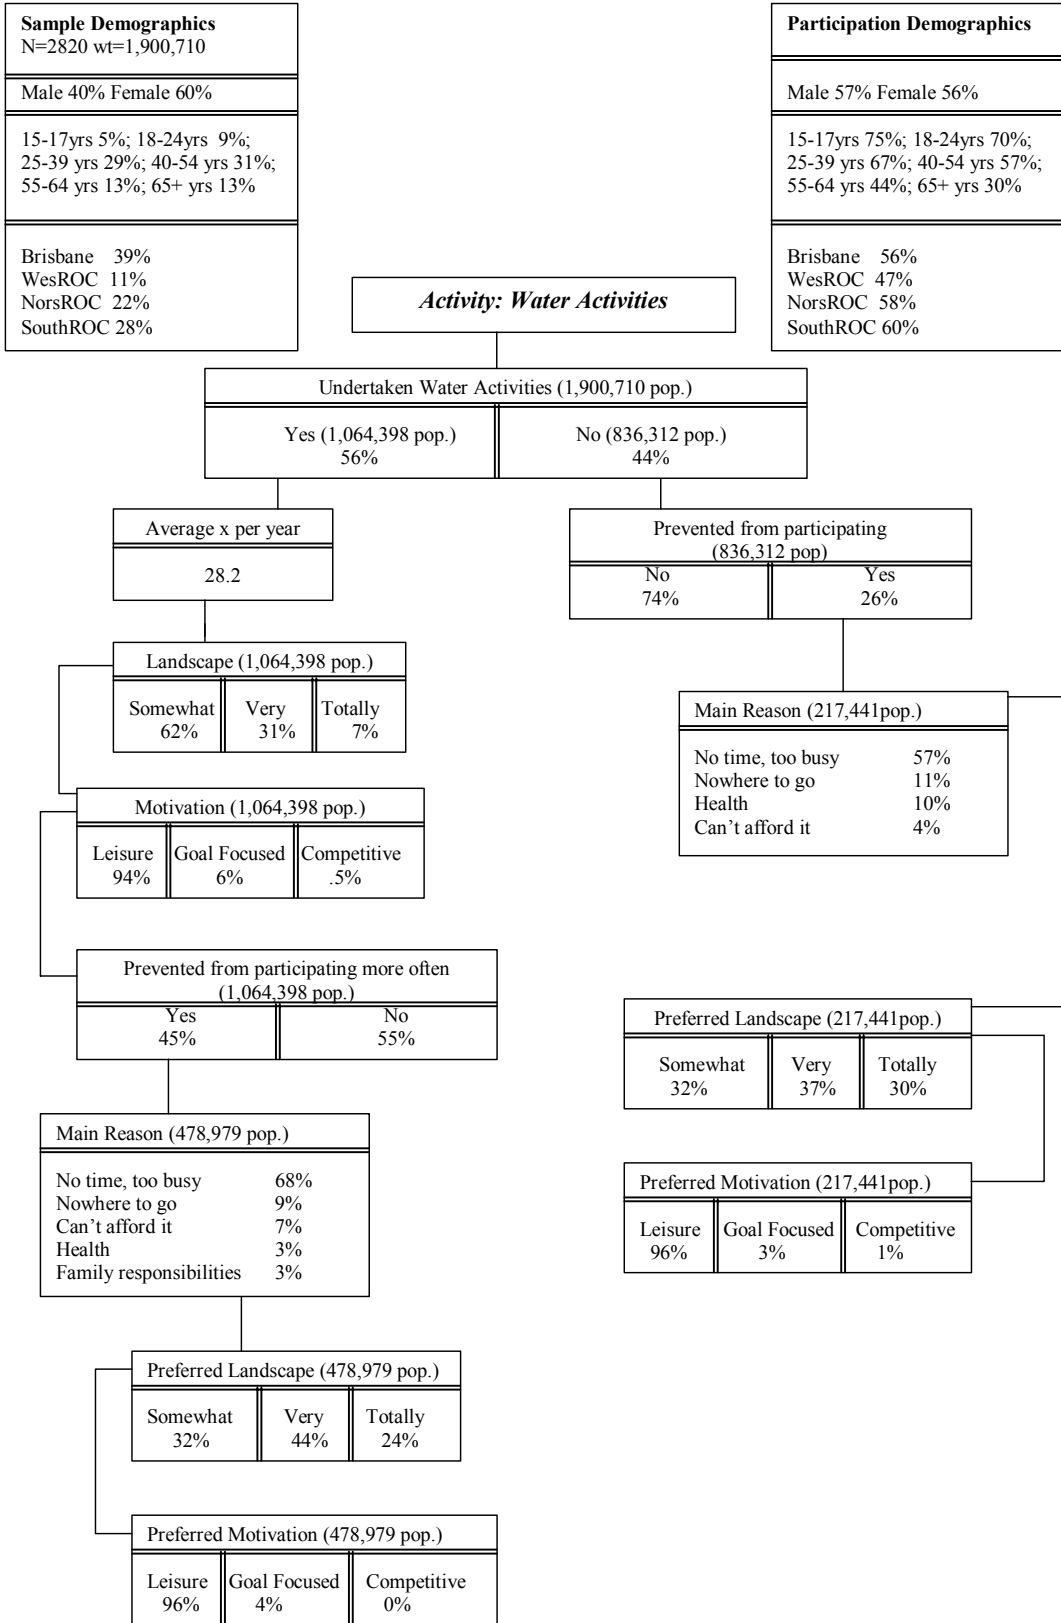 Sample Demographics
N=2820 wt=1,900,710
Male 40% Female 60%
15-17yrs 5%; 18-24yrs 9%;
25-39 yrs 29%; 40-54 yrs 31%;
55-64 yrs 13%; 65+ yrs 13%
Brisbane 39%
WesROC 11%
NorsROC 22%
SouthROC 28%
Participation Demographics
Male 57% Female 56%
15-17yrs 75%; 18-24yrs 70%;
25-39 yrs 67%; 40-54 yrs 57%;
55-64 yrs 44%; 65+ yrs 30%
Brisbane 56%
WesROC 47%
NorsROC 58%
SouthROC 60%
Activity: Water Activities
Undertaken Water Activities (1,900,710 pop.)
Yes (1,064,398 pop.) No (836,312 pop.)
56% 44%
Average x per year
28.2
Prevented from participating
(836,312 pop)
No Yes
74% 26%
Landscape (1,064,398 pop.)
Somewhat Very Totally
62% 31% 7%
Main Reason (217,441pop.)
No time, too busy 57%
Nowhere to go 11%
Health 10%
Can't afford it 4%
Motivation (1,064,398 pop.)
Leisure Goal Focused Competitive
94% 6% .5%
Prevented from participating more often
(1,064,398 pop.)
Yes No
45% 55%
Preferred Landscape (217,441pop.)
Somewhat Very Totally
32% 37% 30%
Main Reason (478,979 pop.)
No time, too busy 68%
Nowhere to go 9%
Can't afford it 7%
Health 3%
Family responsibilities 3%
Preferred Motivation (217,441pop.)
Leisure Goal Focused Competitive
96% 3% 1%
Preferred Landscape (478,979 pop.)
Somewhat Very Totally
32% 44% 24%
Preferred Motivation (478,979 pop.)
Leisure Goal Focused Competitive
96% 4% 0%